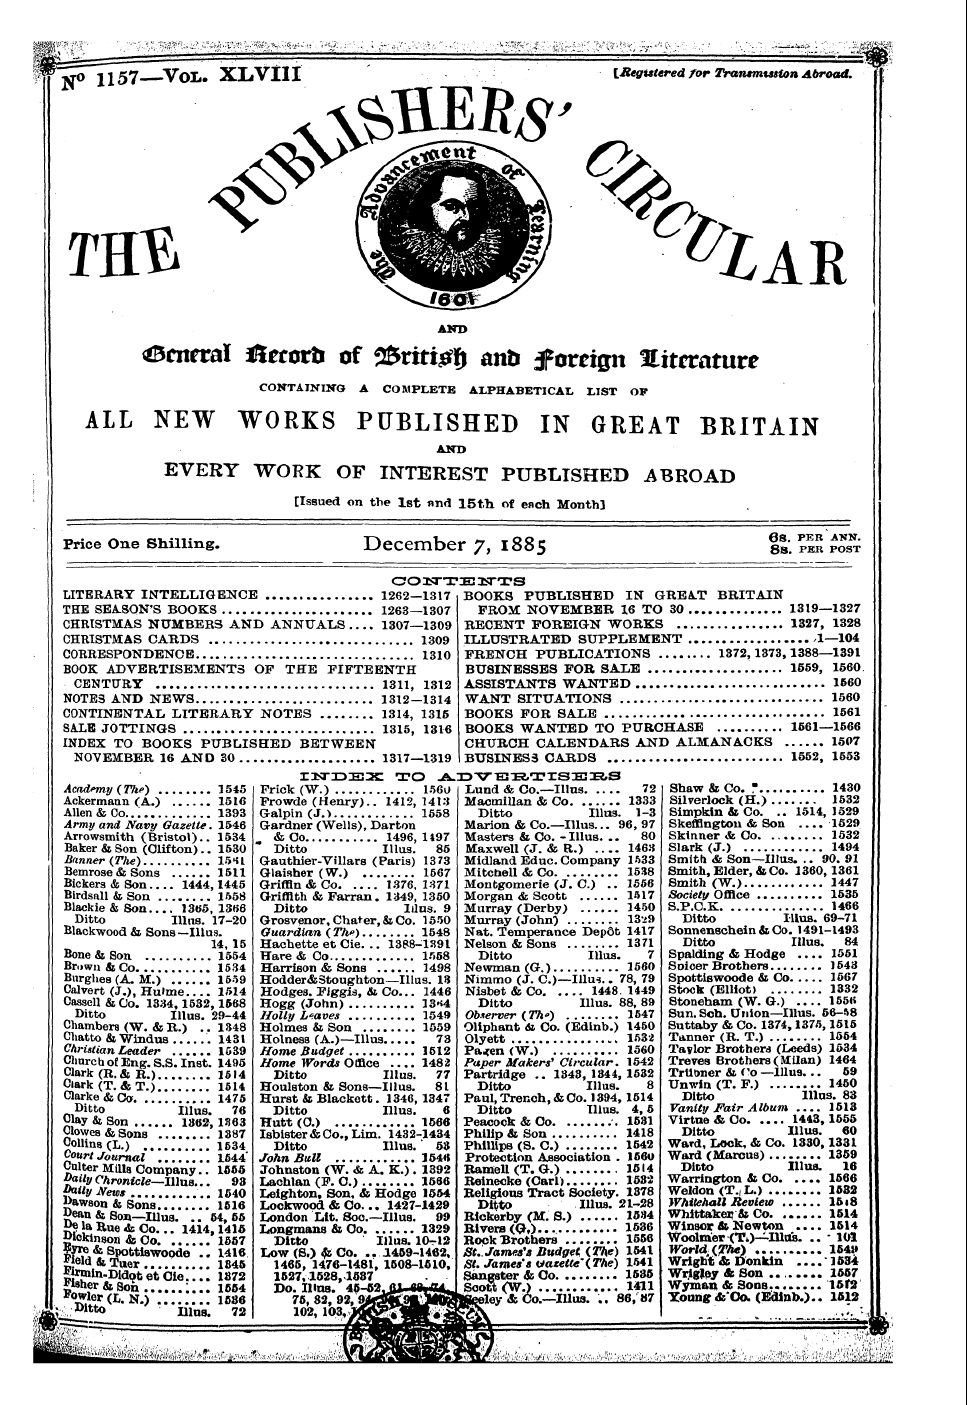 Nº 1157—VOL. XLVIII
[Registered for Transmission Abroad.
THE PUBLISHERS' CIRCULAR
The Advancement of Learning
1601
AND
General Record of British and Foreign Literature
CONTAINING A COMPLETE ALPHABETICAL LIST OF
ALL NEW WORKS PUBLISHED IN GREAT BRITAIN
AND
EVERY WORK OF INTEREST PUBLISHED ABROAD
[Issued on the 1st and 15th of each Month]
Price One Shilling.
December 7, 1885
6s. PER ANN.
8s. PER POST
CONTENTS
LITERARY INTELLIGENCE ................ 1262—1317
THE SEASON'S BOOKS ...................... 1263—1307
CHRISTMAS NUMBERS AND ANNUALS .... 1307—1309
CHRISTMAS CARDS .............................. 1309
CORRESPONDENCE ................................ 1310
BOOK ADVERTISEMENTS OF THE FIFTEENTH
CENTURY ................................ 1311, 1312
NOTES AND NEWS .......................... 1312—1314
CONTINENTAL LITERARY NOTES ........ 1314, 1315
SALE JOTTINGS ............................ 1315, 1316
INDEX TO BOOKS PUBLISHED BETWEEN
NOVEMBER 16 AND 30 .................... 1317—1319
BOOKS PUBLISHED IN GREAT BRITAIN
FROM NOVEMBER 16 TO 30 .............. 1319—1327
RECENT FOREIGN WORKS ................ 1327, 1328
ILLUSTRATED SUPPLEMENT .................. 1—104
FRENCH PUBLICATIONS ........ 1372, 1373, 1388—1391
BUSINESSES FOR SALE .................... 1559, 1560
ASSISTANTS WANTED ............................ 1560
WANT SITUATIONS .............................. 1560
BOOKS FOR SALE ................................ 1561
BOOKS WANTED TO PURCHASE .......... 1561—1566
CHURCH CALENDARS AND ALMANACKS ...... 1507
BUSINESS CARDS ........................ 1552, 1553
INDEX TO ADVERTISERS
Academy (The) ........ 1545
Ackermann (A.) ...... 1516
Allen & Co. ............ 1393
Army and Navy Gazette. 1546
Arrowsmith (Bristol).. 1534
Baker & Son (Clifton).. 1530
Banner (The) ..........
Bemrose & Sons ...... 1511
Bickers & Son .... 1444, 1445
Birdsall & Son ........ 1558
Blackie & Son .... 1365, 1366
Ditto Illus. 17-20
Blackwood & Sons—Illus.
14, 15
Bone & Son .......... 1554
Brown & Co. .......... 1534
Burghes (A. M.) ...... 1559
Calvert (J.), Hulme .... 1514
Cassell & Co. 1334, 1532, 1568
Ditto Illus. 29-44
Chambers (W. & R.) .. 1348
Chatto & Windus ...... 1431
Christian Leader ...... 1539
Church of Eng. S.S. Inst. 1495
Clark (R. & R.) ........ 1514
Clark (T. & T.) ........ 1514
Clarke & Co. .......... 1475
Ditto Illus. 76
Clay & Son ...... 1362, 1363
Clowes & Sons ........ 1387
Collins (L.) ............ 1534
Court Journal ........ 1544
Culter Mills Company .. 1555
Daily Chronicle—Illus... 93
Daily News ............ 1540
Dawson & Sons ........ 1516
Dean & Son—Illus. .. 54, 55
De la Rue & Co. .. 1414, 1415
Dickinson & Co. ...... 1557
Eyre & Spottiswoode .. 1416
Field & Tuer .......... 1345
Firmin-Didot et Cie .... 1372
Fisher & Son .......... 1554
Fowler (L. N.) ........ 1536
Ditto Illus. 72
Frick (W.) ............ 1560
Frowde (Henry) .. 1412, 1413
Galpin (J.) ............ 1558
Gardner (Wells), Darton
& Co. ............ 1496, 1497
Ditto Illus. 85
Gauthier-Villars (Paris) 1373
Glaisher (W.) ........ 1567
Griffin & Co. .... 1376, 1371
Griffith & Farran. 1349, 1350
Ditto Illus. 9
Grosvenor, Chater, & Co. 1550
Guardian (The) ........ 1548
Hachette et Cie. .. 1388-1391
Hare & Co. ............ 1558
Harrison & Sons ...... 1498
Hodder & Stoughton—Illus. 13
Hodges, Figgis, & Co. .. 1446
Hogg (John) ..........
Holly Leaves .......... 1549
Holmes & Son ........ 1559
Holness (A.)—Illus. .... 73
Home Budget .......... 1512
Home Words Office .... 1482
Ditto Illus. 77
Houlston & Sons—Illus. 81
Hurst & Blackett. 1346, 1347
Ditto Illus. 6
Hutt (C.) .............. 1566
Isbister & Co., Lim. 1432-1434
Ditto Illus. 53
John Bull ............ 1546
Johnston (W. & A. K.) . 1392
Lachlan (F. C.) ........ 1566
Leighton, Son, & Hodge 1554
Lockwood & Co. .. 1427-1429
London Lit. Soc.—Illus. 99
Longmans & Co. ...... 1329
Ditto Illus. 10-12
Low (S.) & Co. .. 1459-1462,
1465, 1476-1481, 1508-1510,
1527, 1528, 1537
Do. Illus. 45-52,
75, 82, 92,
102, 103,
Lund & Co.—Illus. .... 72
Macmillan & Co. ...... 1333
Ditto Illus. 1-3
Marion & Co.—Illus. .. 96, 97
Masters & Co. - Illus. 80
Maxwell (J. & R.) .... 1463
Midland Educ. Company 1533
Mitchell & Co. ........ 1538
Montgomerie (J. C.) .. 1556
Morgan & Scott ...... 1517
Murray (Derby) ...... 1450
Murray (John) ........ 1329
Nat. Temperance Depôt 1417
Nelson & Sons ........ 1371
Ditto Illus. 7
Newman (G.) .......... 1560
Nimmo (J. C.)—Illus. .. 78, 79
Nisbet & Co. .... 1448, 1449
Ditto Illus. 88, 89
Observer (The) ........ 1547
Oliphant & Co. (Edinb.) 1450
Olyett ................ 1532
Pagen (W.) ............ 1560
Paper Makers' Circular. 1542
Partridge .. 1343, 1344, 1532
Ditto Illus. 8
Paul, Trench, & Co. 1394, 1514
Ditto Illus. 4, 5
Peacock & Co. ........ 1531
Philip & Son .......... 1418
Phillips (S. C.) ........ 1542
Protection Association . 1560
Ramell (T. G.) ........ 1514
Reinecke (Carl) ........ 1532
Religious Tract Society. 1378
Ditto Illus. 21-28
Rickerby (M. S.) ...... 1534
Rivers (G.) ............ 1536
Rock Brothers ........ 1556
St. James's Budget (The) 1541
St. James's Gazette (The) 1541
Sangster & Co. ........ 1535
Scott (W.) ............ 1411
Seeley & Co.—Illus. .. 86, 87
Shaw & Co. .......... 1430
Silverlock (H.) ........ 1532
Simpkin & Co. .. 1514, 1529
Skeffington & Son .... 1529
Skinner & Co. ........ 1532
Slark (J.) ............ 1494
Smith & Son—Illus. .. 90, 91
Smith, Elder, & Co. 1360, 1361
Smith (W.) ............ 1447
Society Office .......... 1535
S.P.C.K. .............. 1466
Ditto Illus. 69-71
Sonnenschein & Co. 1491-1493
Ditto Illus. 84
Spalding & Hodge .... 1551
Spicer Brothers ........ 1543
Spottiswoode & Co. .... 1567
Stock (Elliot) .......... 1332
Stoneham (W. G.) .... 1556
Sun. Sch. Union—Illus. 56-58
Suttaby & Co. 1374, 1375, 1515
Tanner (R. T.) ........ 1554
Taylor Brothers (Leeds) 1534
Treves Brothers (Milan) 1464
Trübner & Co—Illus. .. 59
Unwin (T. F.) ........ 1450
Ditto Illus. 83
Vanity Fair Album .... 1513
Virtue & Co. .... 1443, 1555
Ditto Illus. 60
Ward, Lock, & Co. 1330, 1331
Ward (Marcus) ........ 1359
Ditto Illus. 16
Warrington & Co. .... 1566
Weldon (T. L.) ........ 1532
Whitehall Review ......
Whittaker & Co. ...... 1514
Winsor & Newton .... 1514
Woolmer (T.)—Illus. .. 101
World (The) .......... 1549
Wright & Donkin .... 1534
Wrigley & Son ........ 1557
Wyman & Sons ........ 1512
Young & Co. (Edinb.) .. 1512